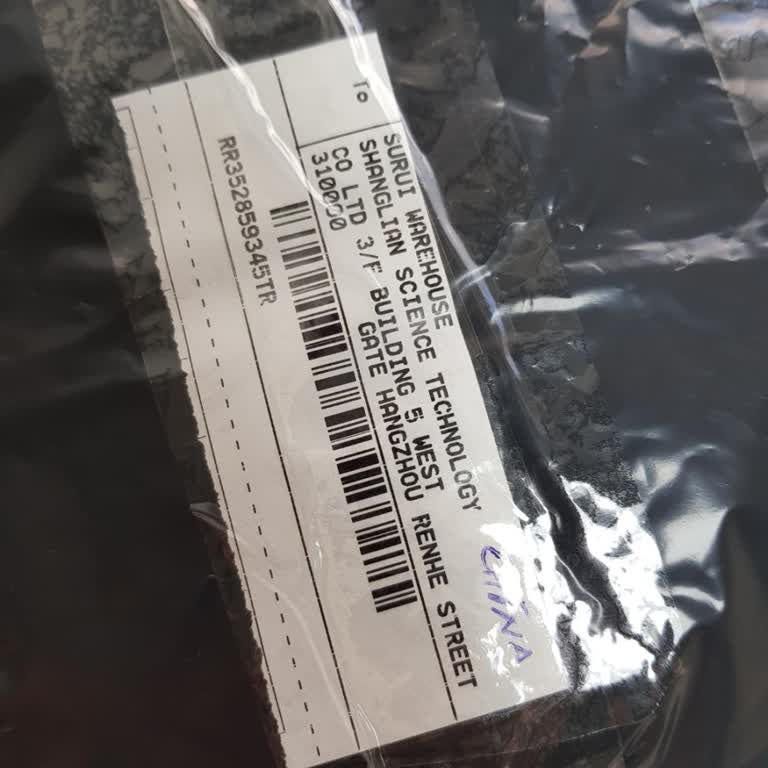 To
SURUI WAREHOUSE
SHANGLIAN SCIENCE TECHNOLOGY
CO LTD 3/F BUILDING 5 WEST
GATE HANGZHOU RENHE STREET
310000
CHINA
RR352859345TR